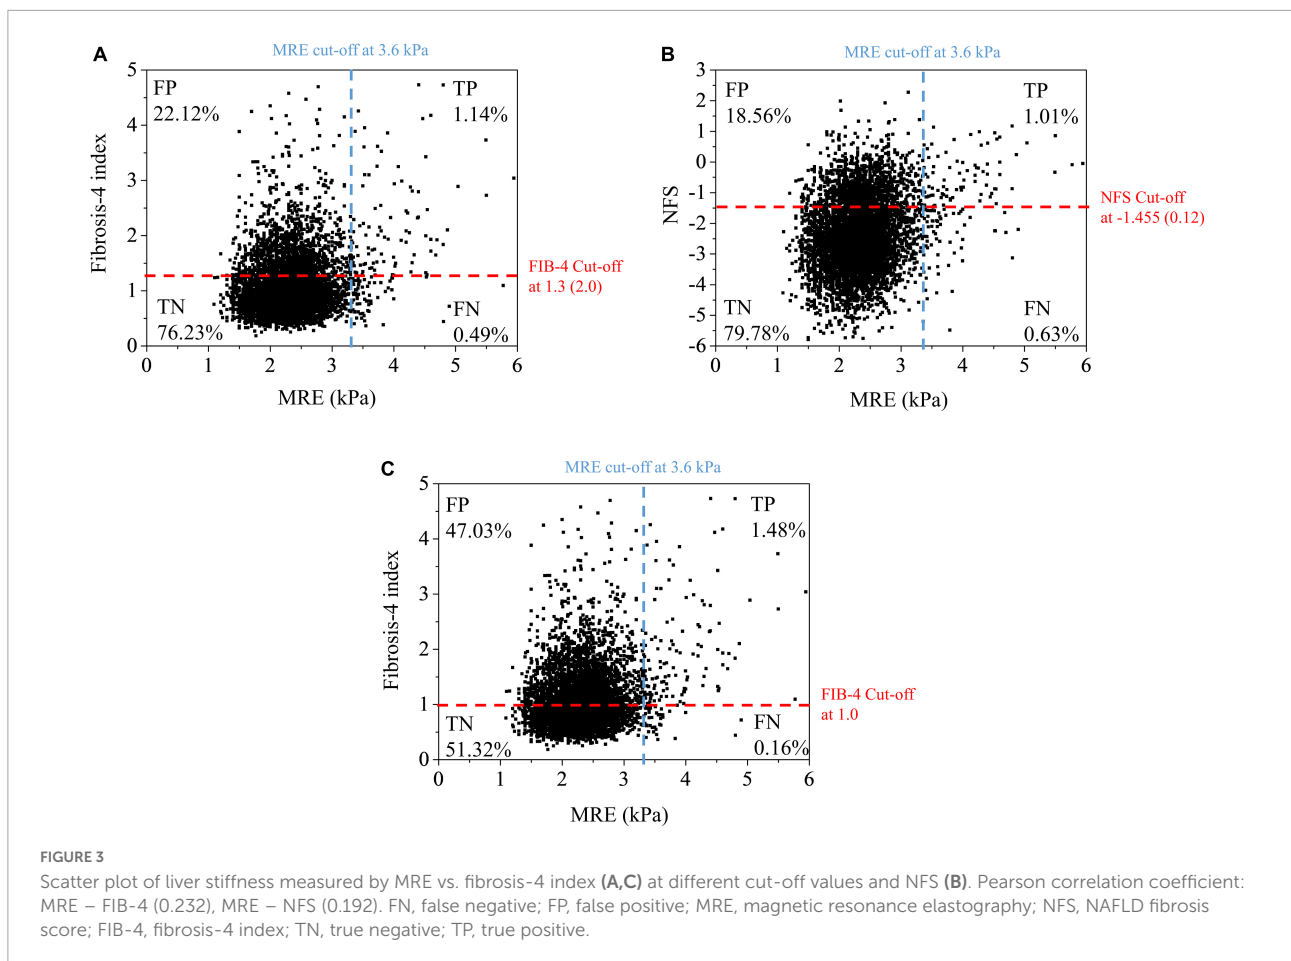 A
MRE cut-off at 3.6 kPa
5
4
3
2
1
0
Fibrosis-4 index
FP
22.12%
TP
1.14%
TN
76.23%
FN
0.49%
FIB-4 Cut-off
at 1.3 (2.0)
0 1 2 3 4 5 6
MRE (kPa)
B
MRE cut-off at 3.6 kPa
3
2
1
0
-1
-2
-3
-4
-5
-6
NFS
FP
18.56%
TP
1.01%
TN
79.78%
FN
0.63%
NFS Cut-off
at -1.455 (0.12)
0 1 2 3 4 5 6
MRE (kPa)
C
MRE cut-off at 3.6 kPa
5
4
3
2
1
0
Fibrosis-4 index
FP
47.03%
TP
1.48%
TN
51.32%
FN
0.16%
FIB-4 Cut-off
at 1.0
0 1 2 3 4 5 6
MRE (kPa)
FIGURE 3
Scatter plot of liver stiffness measured by MRE vs. fibrosis-4 index (A,C) at different cut-off values and NFS (B). Pearson correlation coefficient:
MRE – FIB-4 (0.232), MRE – NFS (0.192). FN, false negative; FP, false positive; MRE, magnetic resonance elastography; NFS, NAFLD fibrosis
score; FIB-4, fibrosis-4 index; TN, true negative; TP, true positive.